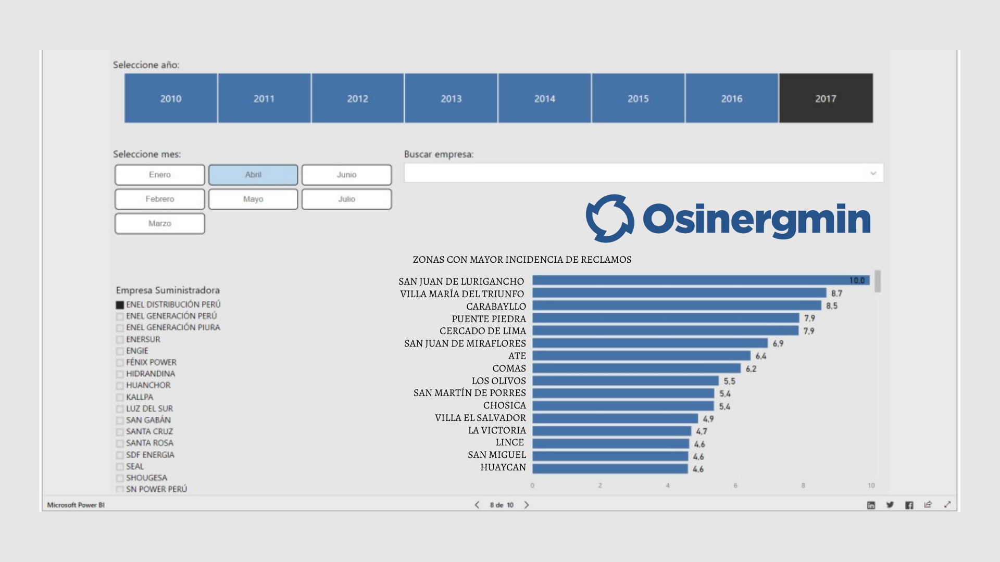 Seleccione año:
2010 2011 2012 2013 2014 2015 2016 2017
Seleccione mes:
Enero Abril Junio
Febrero Mayo Julio
Marzo
Buscar empresa:
Osinergmin
Empresa Suministradora
ENEL DISTRIBUCIÓN PERÚ
ENEL GENERACIÓN PERÚ
ENEL GENERACIÓN PIURA
ENERSUR
ENGIE
FÉNIX POWER
HIDRANDINA
HUANCHOR
KALLPA
LUZ DEL SUR
SAN GABÁN
SANTA CRUZ
SANTA ROSA
SDF ENERGIA
SEAL
SHOUGESA
SN POWER PERÚ
ZONAS CON MAYOR INCIDENCIA DE RECLAMOS
SAN JUAN DE LURIGANCHO 10,0
VILLA MARÍA DEL TRIUNFO 8,7
CARABAYLLO 8,5
PUENTE PIEDRA 7,9
CERCADO DE LIMA 7,9
SAN JUAN DE MIRAFLORES 6,9
ATE 6,4
COMAS 6,2
LOS OLIVOS 5,5
SAN MARTÍN DE PORRES 5,4
CHOSICA 5,4
VILLA EL SALVADOR 4,9
LA VICTORIA 4,7
LINCE 4,6
SAN MIGUEL 4,6
HUAYCAN 4,6
0 2 4 6 8 10
Microsoft Power BI
8 de 10